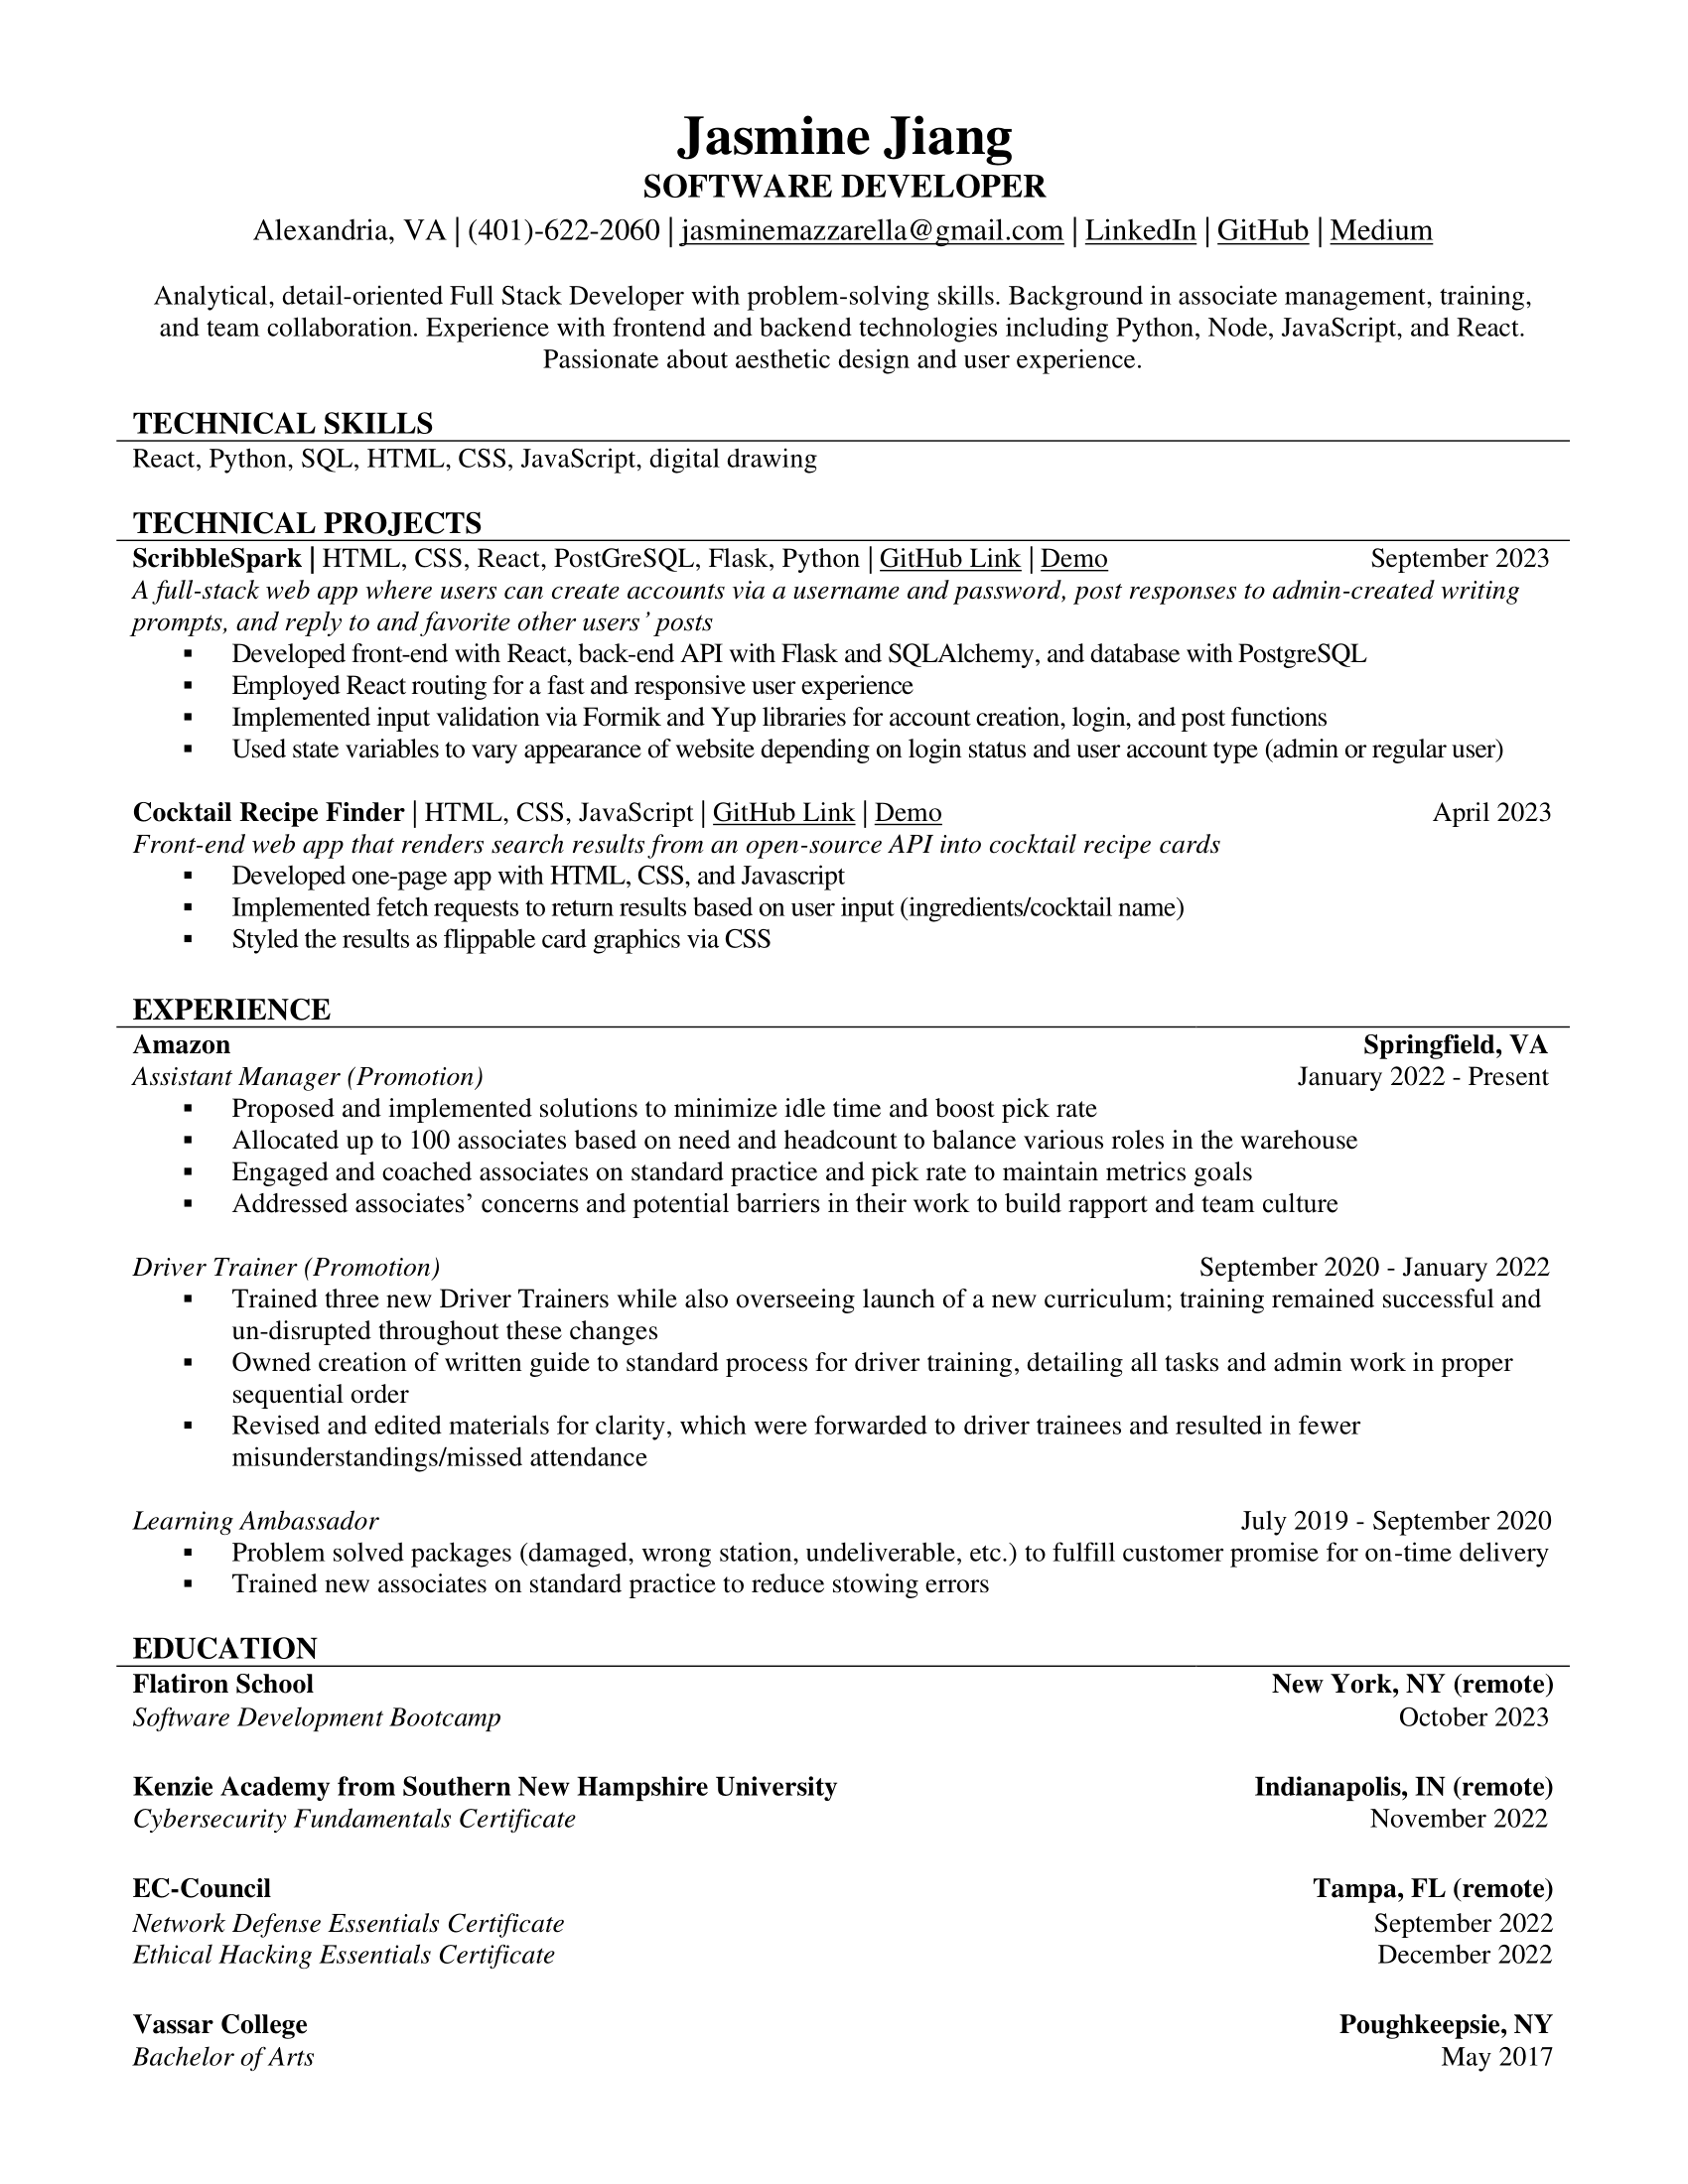 Jasmine Jiang
SOFTWARE DEVELOPER
Alexandria, VA | (401)-622-2060 | jasminemazzarella@gmail.com | LinkedIn | GitHub | Medium
Analytical, detail-oriented Full Stack Developer with problem-solving skills. Background in associate management, training,
and team collaboration. Experience with frontend and backend technologies including Python, Node, JavaScript, and React.
Passionate about aesthetic design and user experience.
TECHNICAL SKILLS
React, Python, SQL, HTML, CSS, JavaScript, digital drawing
TECHNICAL PROJECTS
ScribbleSpark | HTML, CSS, React, PostGreSQL, Flask, Python | GitHub Link | Demo September 2023
A full-stack web app where users can create accounts via a username and password, post responses to admin-created writing
prompts, and reply to and favorite other users’ posts
▪ Developed front-end with React, back-end API with Flask and SQLAlchemy, and database with PostgreSQL
▪ Employed React routing for a fast and responsive user experience
▪ Implemented input validation via Formik and Yup libraries for account creation, login, and post functions
▪ Used state variables to vary appearance of website depending on login status and user account type (admin or regular user)
Cocktail Recipe Finder | HTML, CSS, JavaScript | GitHub Link | Demo April 2023
Front-end web app that renders search results from an open-source API into cocktail recipe cards
▪ Developed one-page app with HTML, CSS, and Javascript
▪ Implemented fetch requests to return results based on user input (ingredients/cocktail name)
▪ Styled the results as flippable card graphics via CSS
EXPERIENCE
Amazon Springfield, VA
Assistant Manager (Promotion) January 2022 - Present
▪ Proposed and implemented solutions to minimize idle time and boost pick rate
▪ Allocated up to 100 associates based on need and headcount to balance various roles in the warehouse
▪ Engaged and coached associates on standard practice and pick rate to maintain metrics goals
▪ Addressed associates’ concerns and potential barriers in their work to build rapport and team culture
Driver Trainer (Promotion) September 2020 - January 2022
▪ Trained three new Driver Trainers while also overseeing launch of a new curriculum; training remained successful and
un-disrupted throughout these changes
▪ Owned creation of written guide to standard process for driver training, detailing all tasks and admin work in proper
sequential order
▪ Revised and edited materials for clarity, which were forwarded to driver trainees and resulted in fewer
misunderstandings/missed attendance
Learning Ambassador July 2019 - September 2020
▪ Problem solved packages (damaged, wrong station, undeliverable, etc.) to fulfill customer promise for on-time delivery
▪ Trained new associates on standard practice to reduce stowing errors
EDUCATION
Flatiron School New York, NY (remote)
Software Development Bootcamp October 2023
Kenzie Academy from Southern New Hampshire University Indianapolis, IN (remote)
Cybersecurity Fundamentals Certificate November 2022
EC-Council Tampa, FL (remote)
Network Defense Essentials Certificate September 2022
Ethical Hacking Essentials Certificate December 2022
Vassar College Poughkeepsie, NY
Bachelor of Arts May 2017